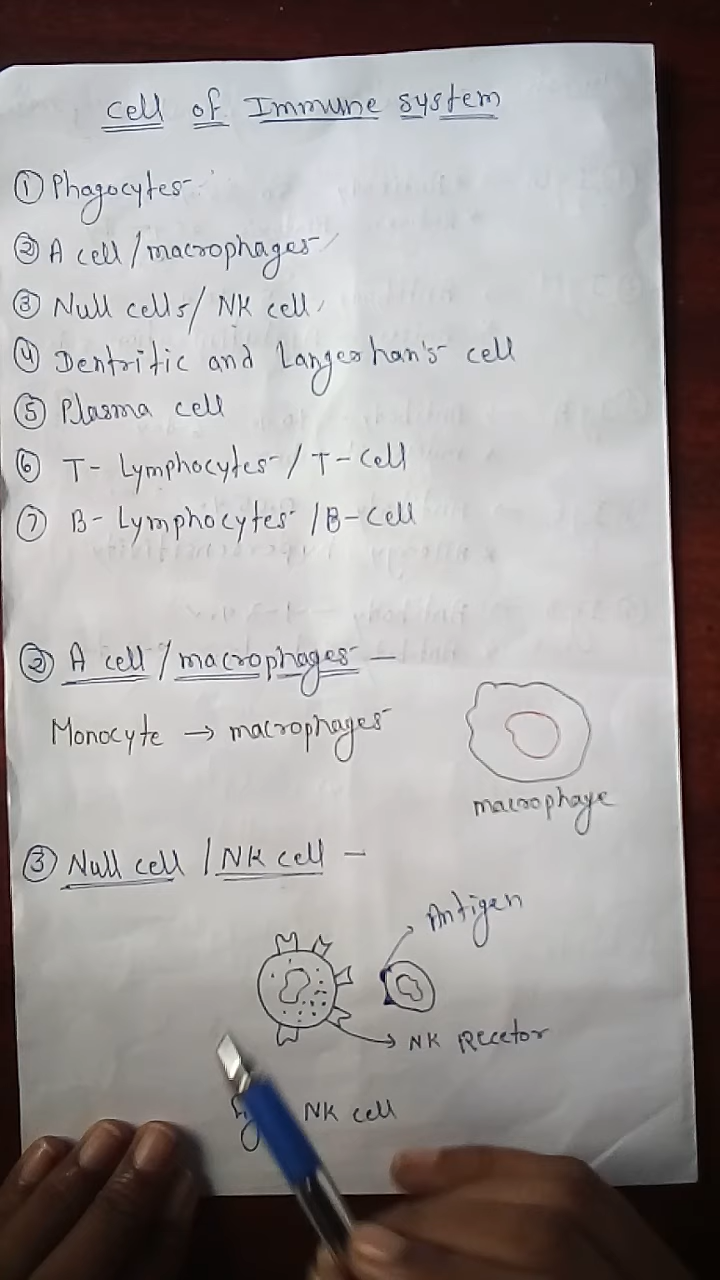 Cell of Immune system
① Phagocytes-
② A cell/macrophages-
③ Null cells/NK cell
④ Dentritic and Langerhan's cell
⑤ Plasma cell
⑥ T-Lymphocytes/T-cell
⑦ B-Lymphocytes/B-cell
② A cell/macrophages -
Monocyte → macrophages
macrophage
③ Null cell/NK cell -
Antigen
NK Recetor
NK cell